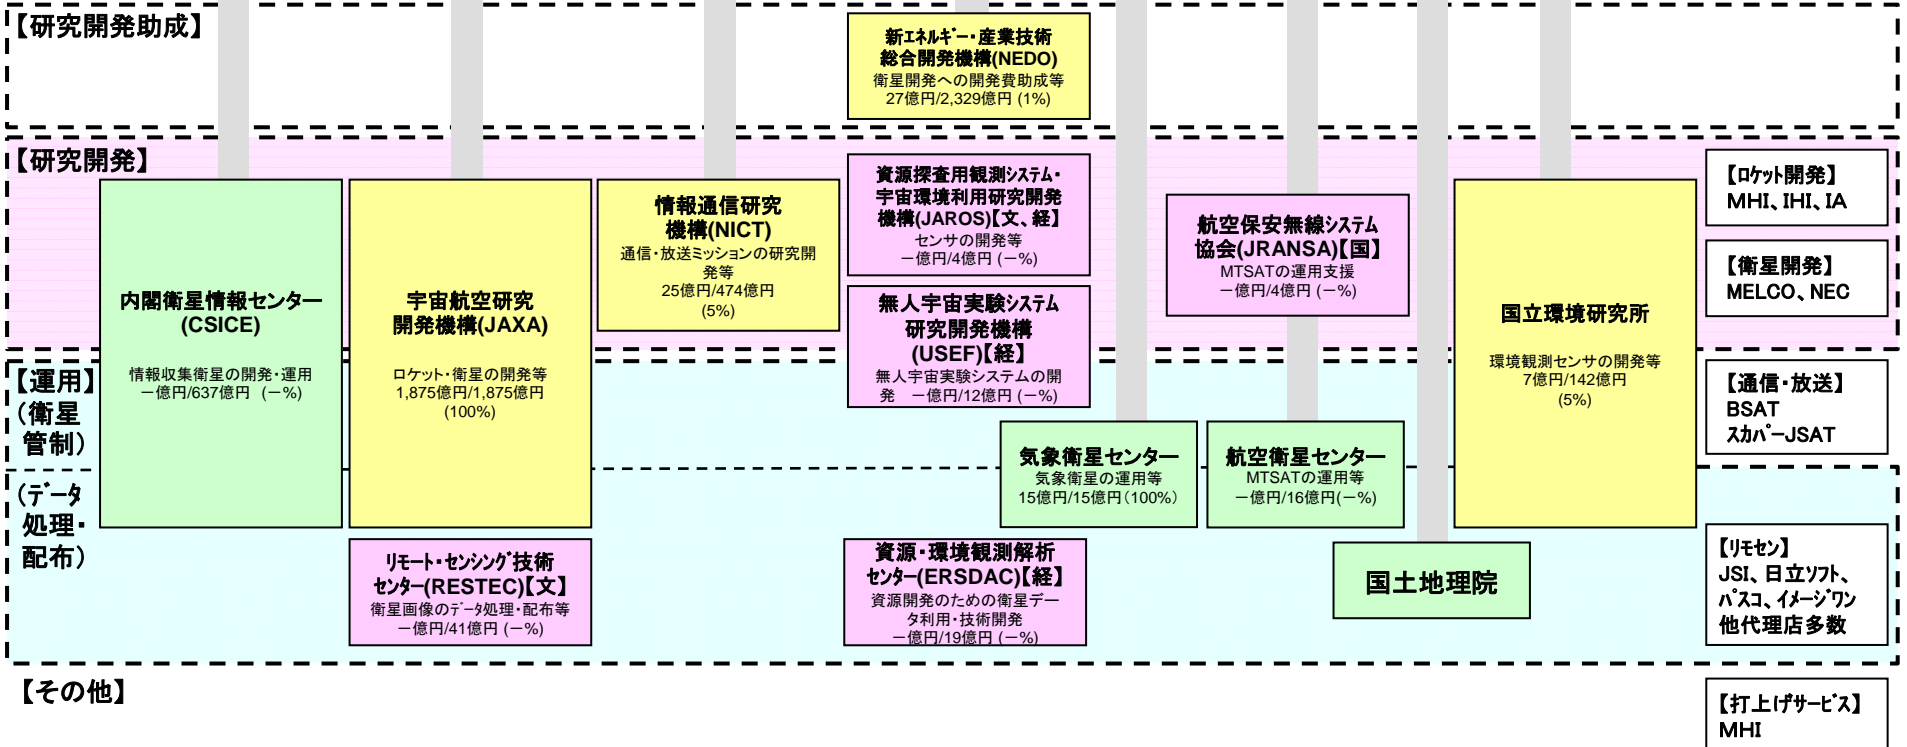 【研究開発助成】
新ｴﾈﾙｷﾞｰ・産業技術
総合開発機構(NEDO)
衛星開発への開発費助成等
27億円/2,329億円 (1%)
【研究開発】
内閣衛星情報センター
(CSICE)
情報収集衛星の開発・運用
－億円/637億円 (－%)
宇宙航空研究
開発機構(JAXA)
ロケット・衛星の開発等
1,875億円/1,875億円
(100%)
情報通信研究
機構(NICT)
通信・放送ミッションの研究開
発等
25億円/474億円
(5%)
資源探査用観測ｼｽﾃﾑ・
宇宙環境利用研究開発
機構(JAROS)【文、経】
センサの開発等
－億円/4億円 (－%)
無人宇宙実験ｼｽﾃﾑ
研究開発機構
(USEF)【経】
無人宇宙実験システムの開
発　－億円/12億円 (－%)
航空保安無線ｼｽﾃﾑ
協会(JRANSA)【国】
MTSATの運用支援
－億円/4億円 (－%)
国立環境研究所
環境観測センサの開発等
7億円/142億円
(5%)
【ﾛｹｯﾄ開発】
MHI、IHI、IA
【衛星開発】
MELCO、NEC
【運用】
（衛星
管制）
気象衛星センター
気象衛星の運用等
15億円/15億円（100%）
航空衛星センター
MTSATの運用等
－億円/16億円(－%)
【通信・放送】
BSAT
ｽｶﾊﾟｰJSAT
（ﾃﾞｰﾀ
処理・
配布）
ﾘﾓｰﾄ・ｾﾝｼﾝｸﾞ技術
ｾﾝﾀｰ(RESTEC)【文】
衛星画像のﾃﾞｰﾀ処理・配布等
－億円/41億円 (－%)
資源・環境観測解析
ｾﾝﾀｰ(ERSDAC)【経】
資源開発のための衛星デー
タ利用・技術開発
－億円/19億円 (－%)
国土地理院
【ﾘﾓｾﾝ】
JSI、日立ｿﾌﾄ、
ﾊﾟｽｺ、ｲﾒｰｼﾞﾜﾝ
他代理店多数
【その他】
【打上げｻｰﾋﾞｽ】
MHI